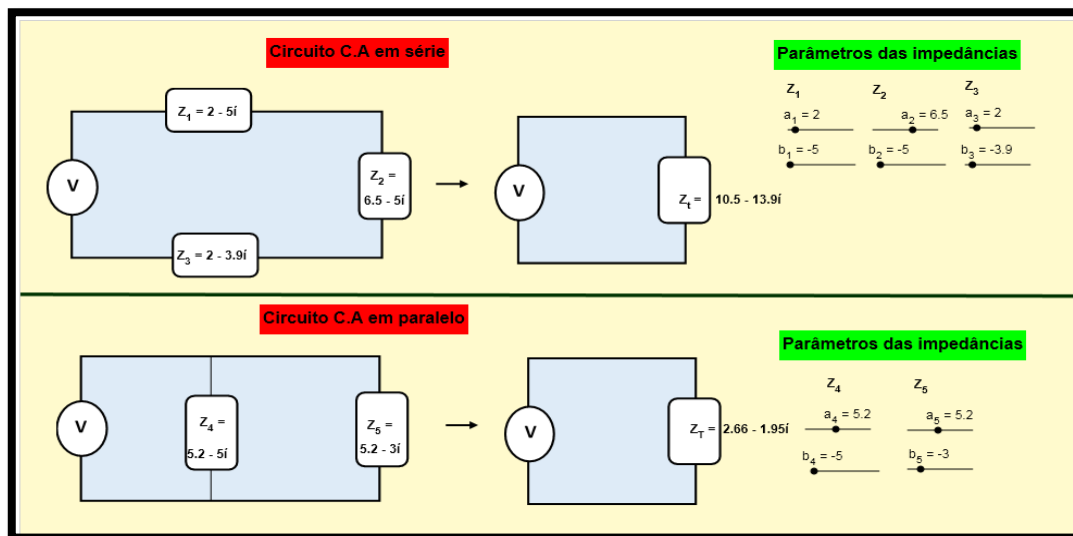 Circuito C.A em série
Parâmetros das impedâncias
Z1 = 2 - 5í
V
Z2 =
6.5 - 5í
Z3 = 2 - 3.9í
V
Zt = 10.5 - 13.9í
Z1 Z2 Z3
a1 = 2 a2 = 6.5 a3 = 2
b1 = -5 b2 = -5 b3 = -3.9
Circuito C.A em paralelo
Parâmetros das impedâncias
V
Z4 =
5.2 - 5í
Z5 =
5.2 - 3í
V
ZT = 2.66 - 1.95í
Z4 Z5
a4 = 5.2 a5 = 5.2
b4 = -5 b5 = -3